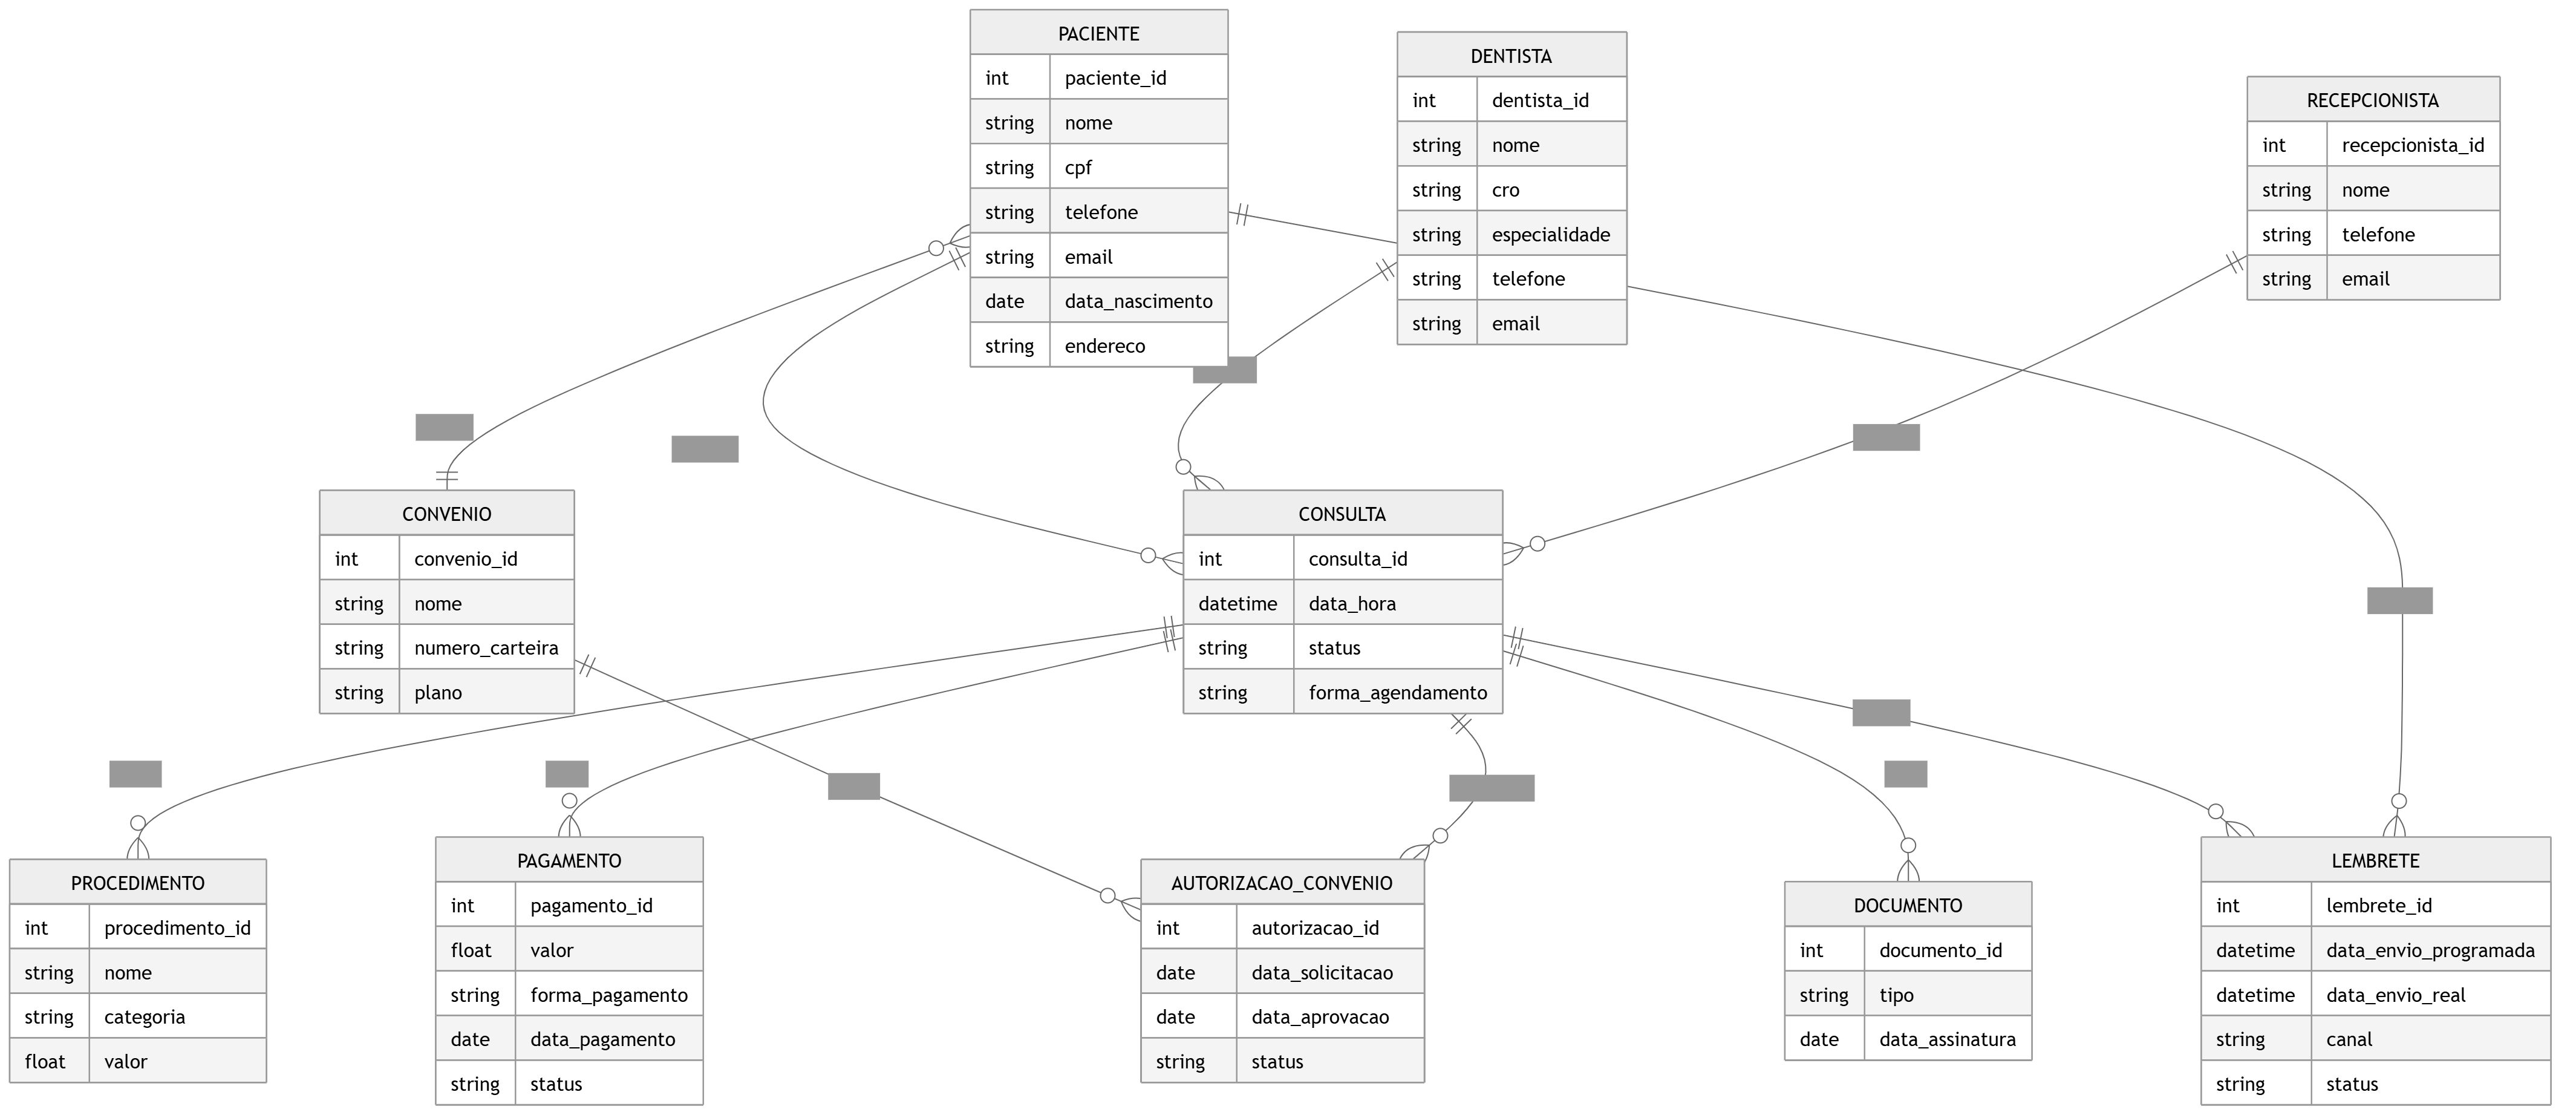 PACIENTE
int paciente_id
string nome
string cpf
string telefone
string email
date data_nascimento
string endereco
DENTISTA
int dentista_id
string nome
string cro
string especialidade
string telefone
string email
RECEPCIONISTA
int recepcionista_id
string nome
string telefone
string email
CONVENIO
int convenio_id
string nome
string numero_carteira
string plano
CONSULTA
int consulta_id
datetime data_hora
string status
string forma_agendamento
PROCEDIMENTO
int procedimento_id
string nome
string categoria
float valor
PAGAMENTO
int pagamento_id
float valor
string forma_pagamento
date data_pagamento
string status
AUTORIZACAO_CONVENIO
int autorizacao_id
date data_solicitacao
date data_aprovacao
string status
DOCUMENTO
int documento_id
string tipo
date data_assinatura
LEMBRETE
int lembrete_id
datetime data_envio_programada
datetime data_envio_real
string canal
string status